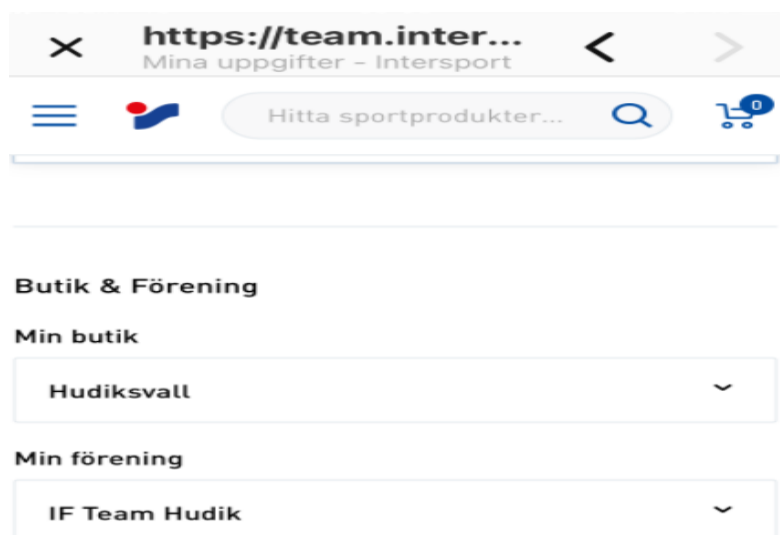 https://team.inter...
Mina uppgifter – Intersport
Hitta sportprodukter...
0
Butik & Förening
Min butik
Hudiksvall
Min förening
IF Team Hudik